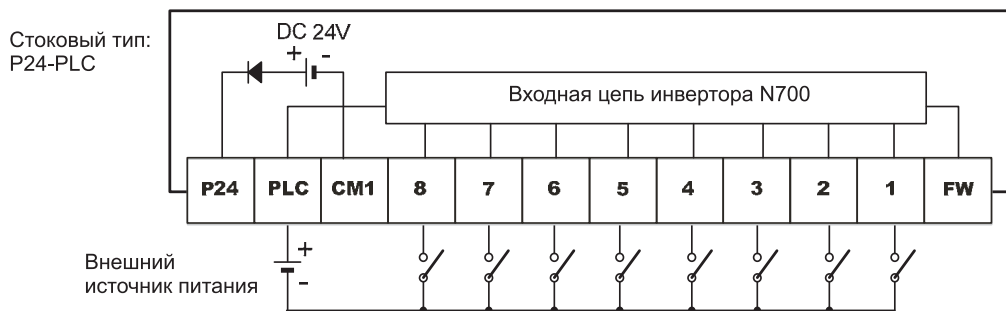 Стоковый тип:
P24-PLC
DC 24V
+ -
Входная цепь инвертора N700
P24 PLC CM1 8 7 6 5 4 3 2 1 FW
Внешний
источник питания
+
-